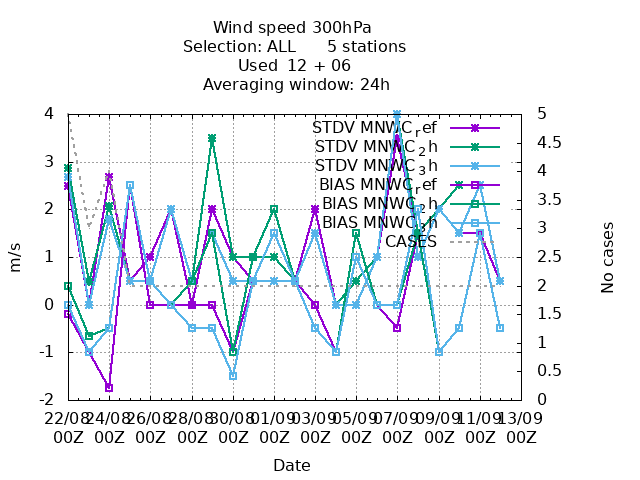 Wind speed 300hPa
Selection: ALL 5 stations
Used 12 + 06
Averaging window: 24h
4 3 2 1 0 -1 -2
m/s
5 4.5 4 3.5 3 2.5 2 1.5 1 0.5 0
No cases
STDV MNWC_ref
STDV MNWC_2h
STDV MNWC_3h
BIAS MNWC_ref
BIAS MNWC_2h
BIAS MNWC_3h
CASES
22/08 24/08 26/08 28/08 30/08 01/09 03/09 05/09 07/09 09/09 11/09 13/09
00Z 00Z 00Z 00Z 00Z 00Z 00Z 00Z 00Z 00Z 00Z 00Z
Date